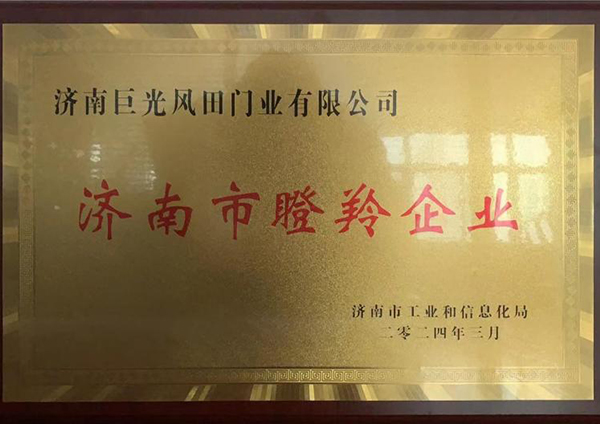 济南巨光风田门业有限公司
济南市瞪羚企业
济南市工业和信息化局
二零二四年三月